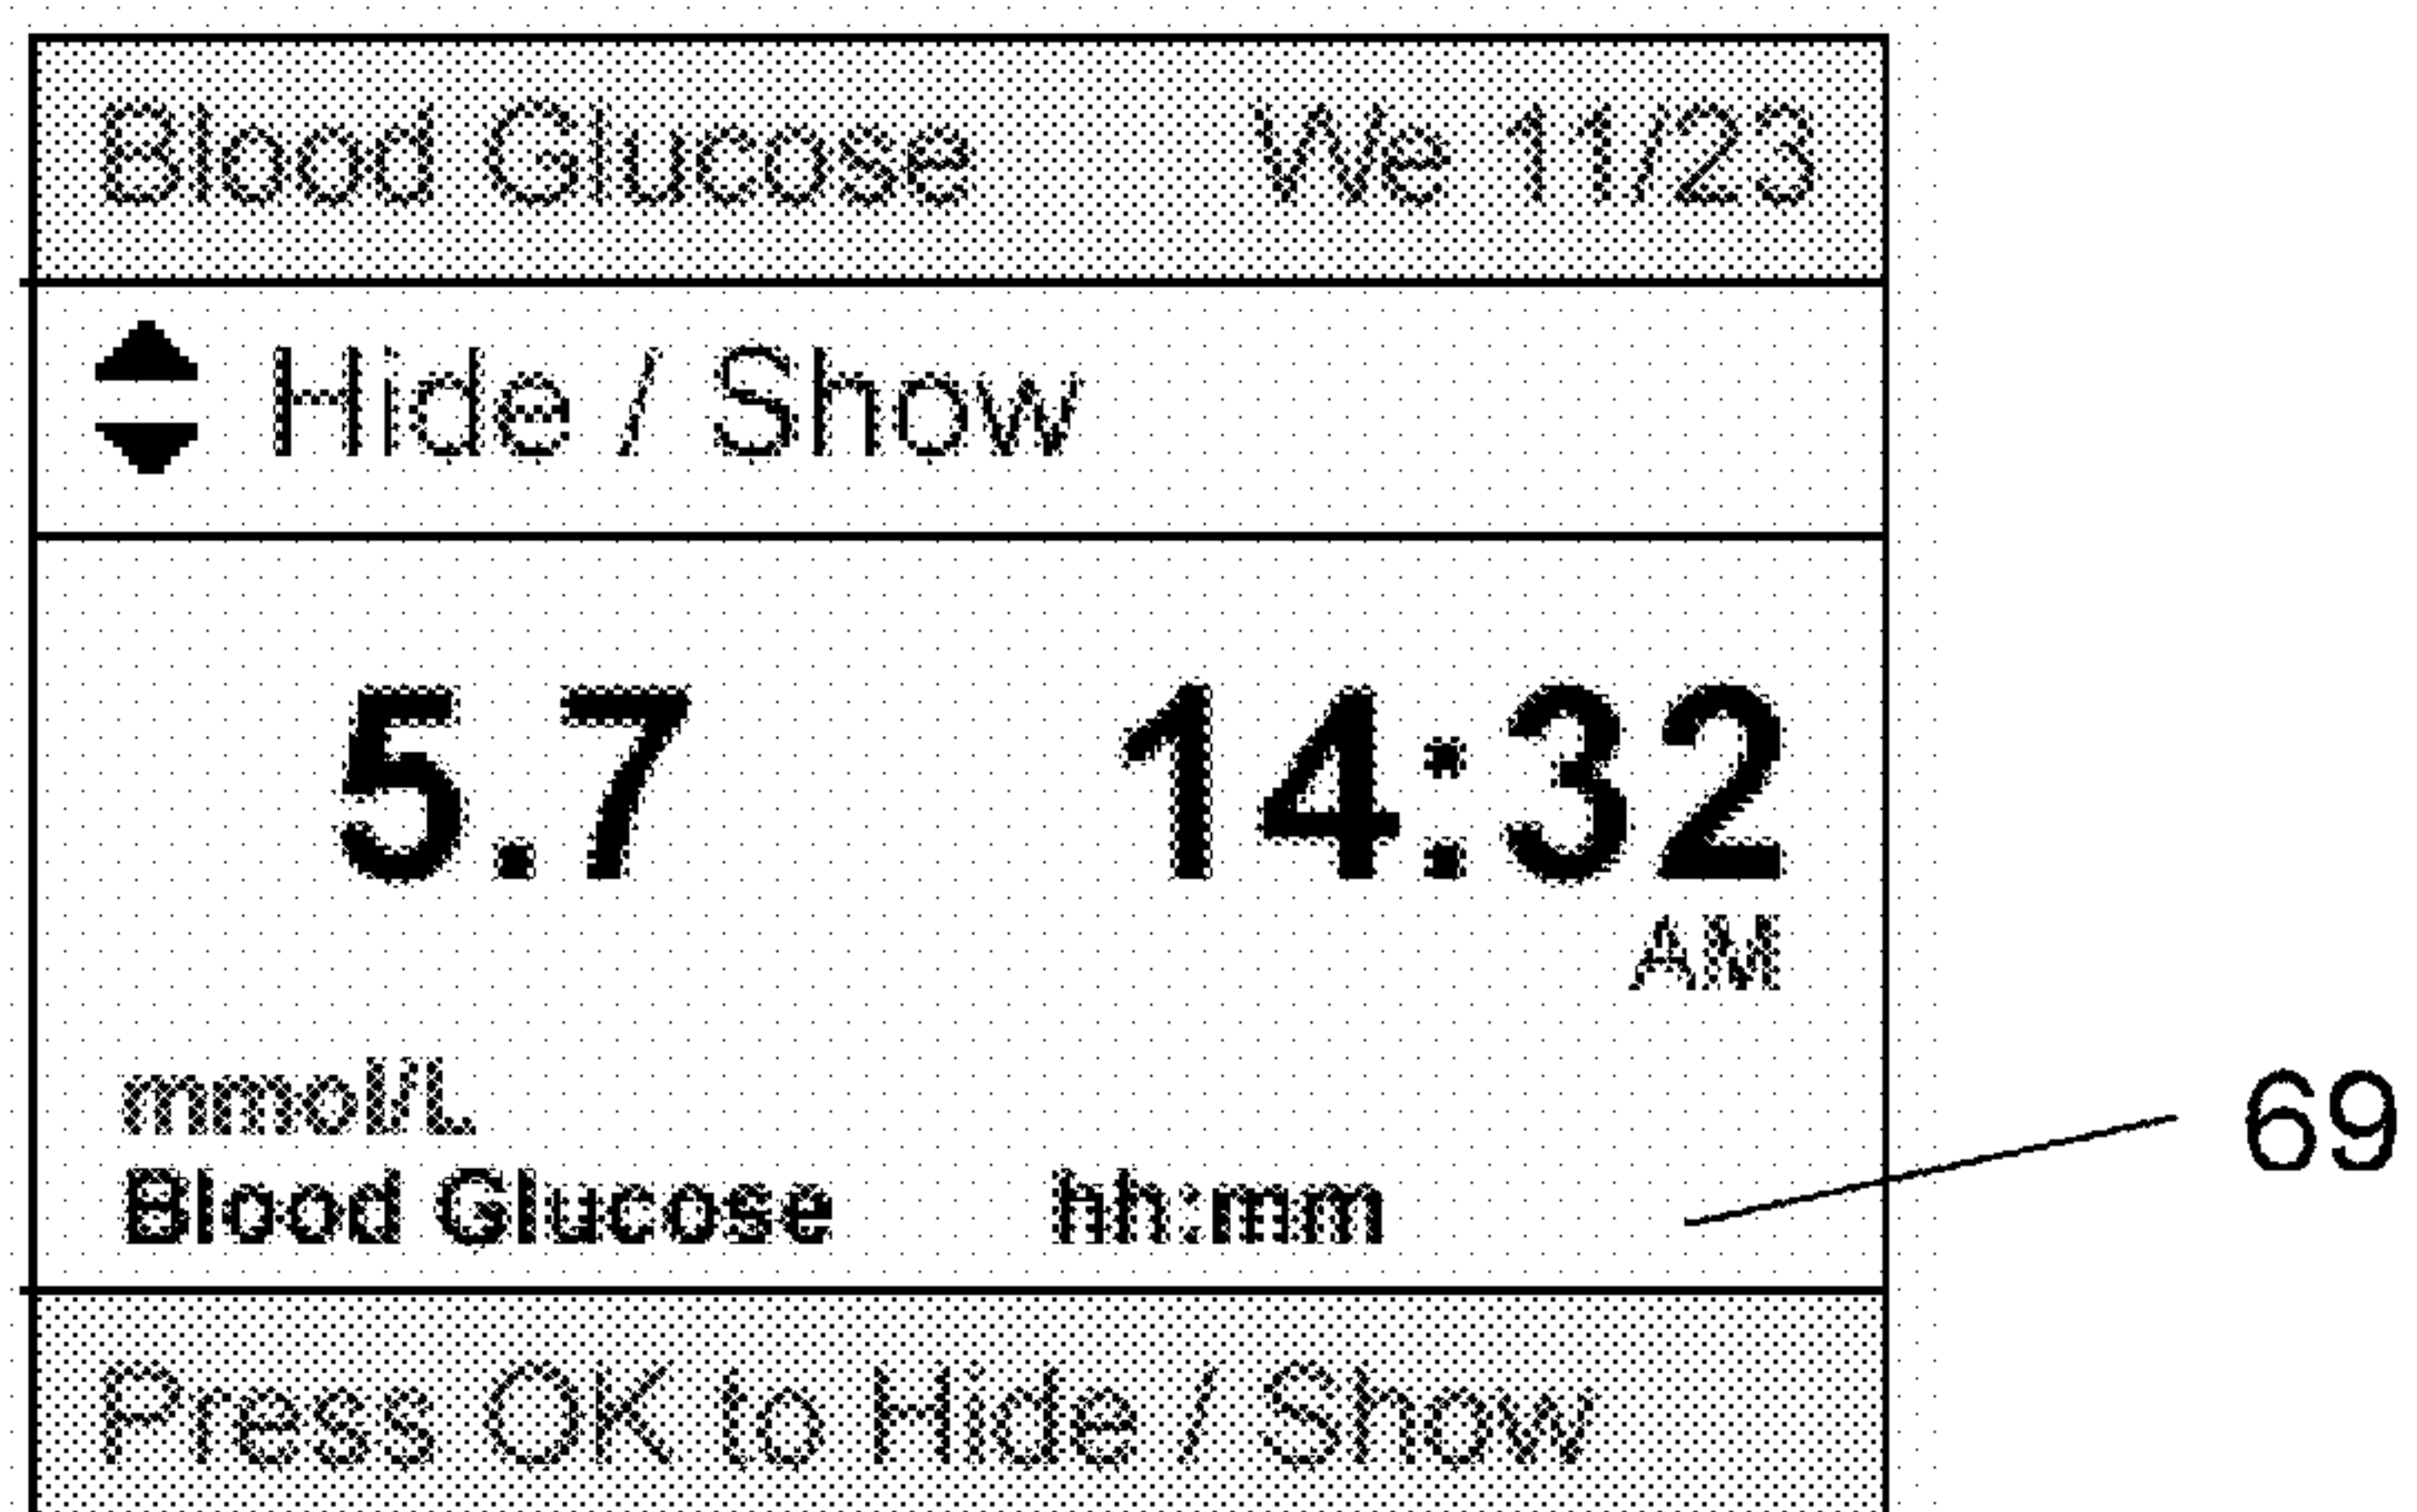 Blood Glucose We 11/23
Hide / Show
5.7 14:32
AM
mmol/L
Blood Glucose hh:mm
69
Press OK to Hide / Show